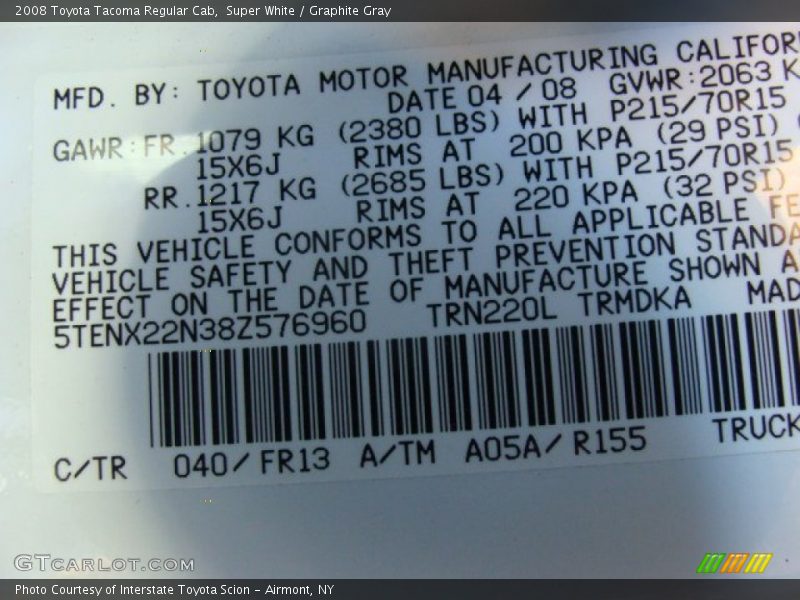 2008 Toyota Tacoma Regular Cab,  Super White / Graphite Gray
MFD. BY: TOYOTA MOTOR MANUFACTURING CALIFOR
DATE 04 / 08 GVWR:2063 K
GAWR:FR.1079 KG (2380 LBS) WITH P215/70R15
15X6J RIMS AT 200 KPA (29 PSI) (
RR.1217 KG (2685 LBS) WITH P215/70R15
15X6J RIMS AT 220 KPA (32 PSI)
THIS VEHICLE CONFORMS TO ALL APPLICABLE FE
VEHICLE SAFETY AND THEFT PREVENTION STANDA
EFFECT ON THE DATE OF MANUFACTURE SHOWN A
5TENX22N38Z576960 TRN220L TRMDKA MAD
C/TR 040/FR13 A/TM A05A/R155 TRUCK
GTCARLOT.COM
Photo Courtesy of Interstate Toyota Scion - Airmont, NY